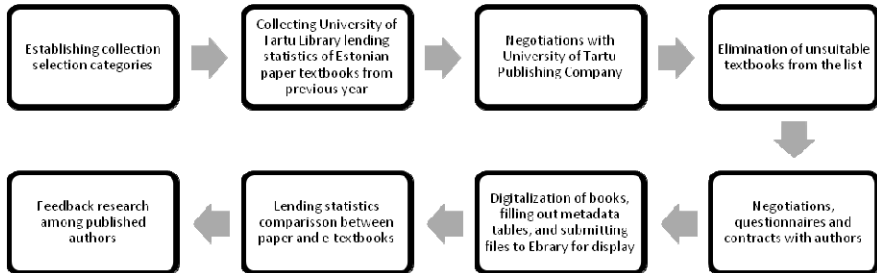 Establishing collection
selection categories
Collecting University of
Tartu Library lending
statistics of Estonian
paper textbooks from
previous year
Negotiations with
University of Tartu
Publishing Company
Elimination of unsuitable
textbooks from the list
Negotiations,
questionnaires and
contracts with authors
Digitalization of books,
filling out metadata
tables, and submitting
files to Ebrary for display
Lending statistics
comparisson between
paper and e-textbooks
Feedback research
among published
authors